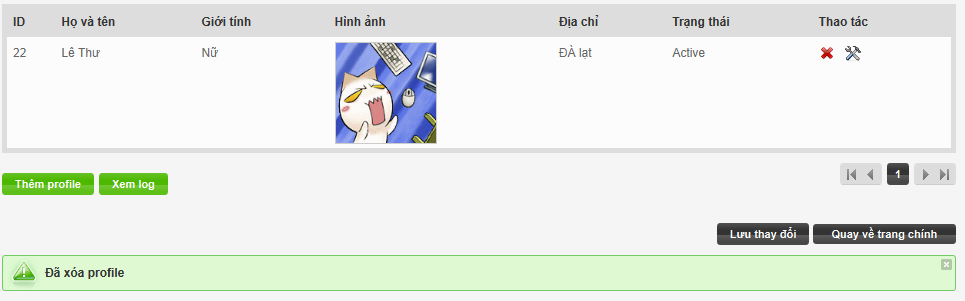 ID Họ và tên Giới tính Hình ảnh Địa chỉ Trạng thái Thao tác
22 Lê Thư Nữ ĐÀ lạt Active
Thêm profile Xem log 1
Lưu thay đổi Quay về trang chính
Đã xóa profile